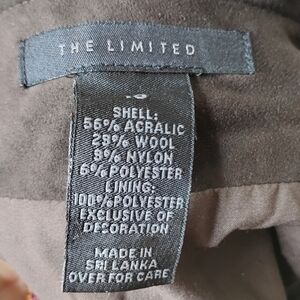 THE LIMITED
SHELL:
56% ACRALIC
29% WOOL
9% NYLON
6% POLYESTER
LINING:
100% POLYESTER
EXCLUSIVE OF
DECORATION
MADE IN
SRI LANKA
OVER FOR CARE